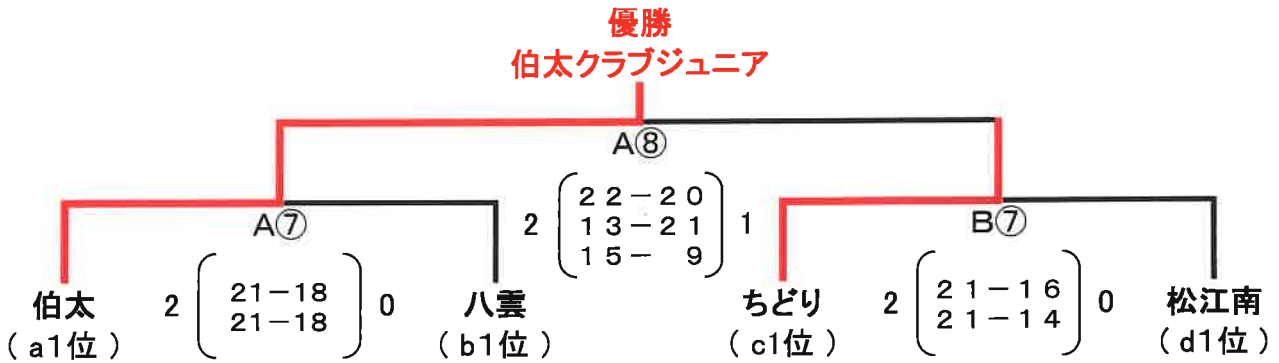 優勝
伯太クラブジュニア
A⑧
2 22-20 1
13-21
15- 9
A⑦
B⑦
2 21-18 0
21-18
2 21-16 0
21-14
伯太 八雲 ちどり 松江南
(a1位) (b1位) (c1位) (d1位)